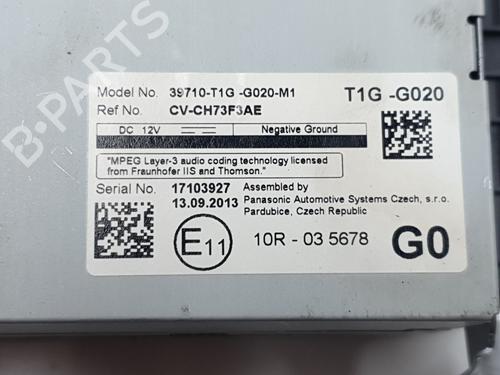 Model No. 39710-T1G -G020-M1 T1G -G020
Ref No. CV-CH73F3AE
DC 12V Negative Ground
"MPEG Layer-3 audio coding technology licensed
from Fraunhofer IIS and Thomson."
Serial No. 17103927 Assembled by
13.09.2013 Panasonic Automotive Systems Czech, s.r.o.
Pardubice, Czech Republic
E11 10R - 03 5678 G0
B-PARTS